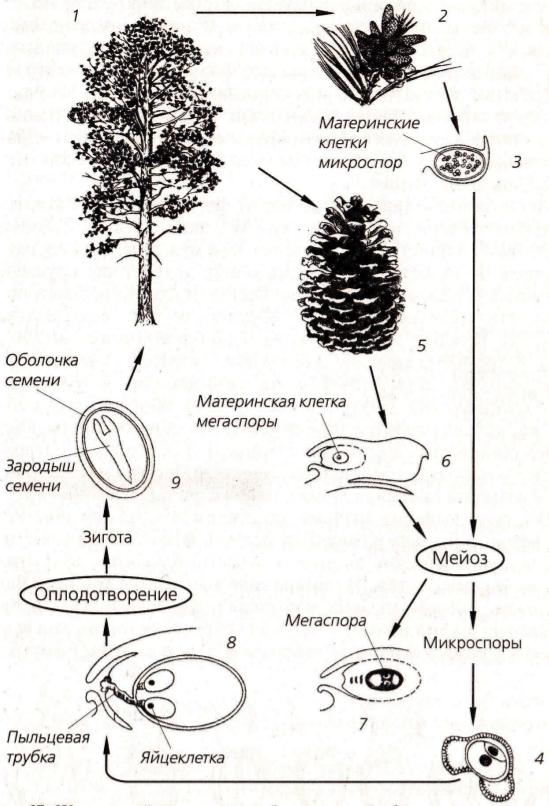 1
2
Материнские
клетки
микроспор
3
5
Оболочка
семени
Зародыш
семени
9
Материнская клетка
мегаспоры
6
Зигота
Мейоз
Оплодотворение
Мегаспора
Микроспоры
8
7
Пыльцевая
трубка
Яйцеклетка
4